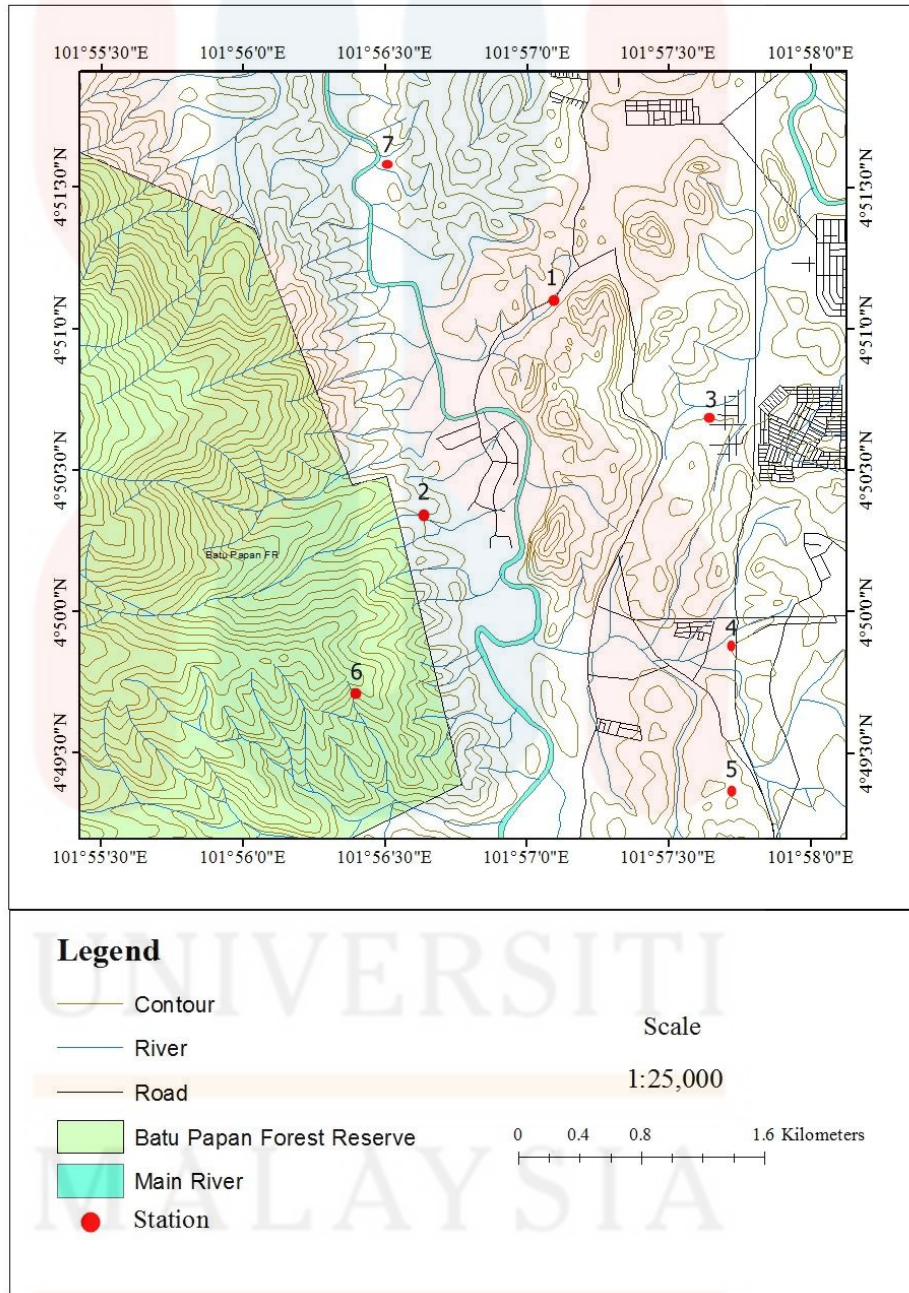 101°55'30"E 101°56'0"E 101°56'30"E 101°57'0"E 101°57'30"E 101°58'0"E
7
4°51'30"N 4°51'30"N
1
4°51'0"N 4°51'0"N
3
4°50'30"N 4°50'30"N
2
Batu Papan FR
4°50'0"N 4°50'0"N
4
6
4°49'30"N 4°49'30"N
5
101°55'30"E 101°56'0"E 101°56'30"E 101°57'0"E 101°57'30"E 101°58'0"E
UNIVERSITI
Legend
Contour
River
Road
Batu Papan Forest Reserve
Main River
Station
Scale
1:25,000
0 0.4 0.8 1.6 Kilometers
MALAYSIA